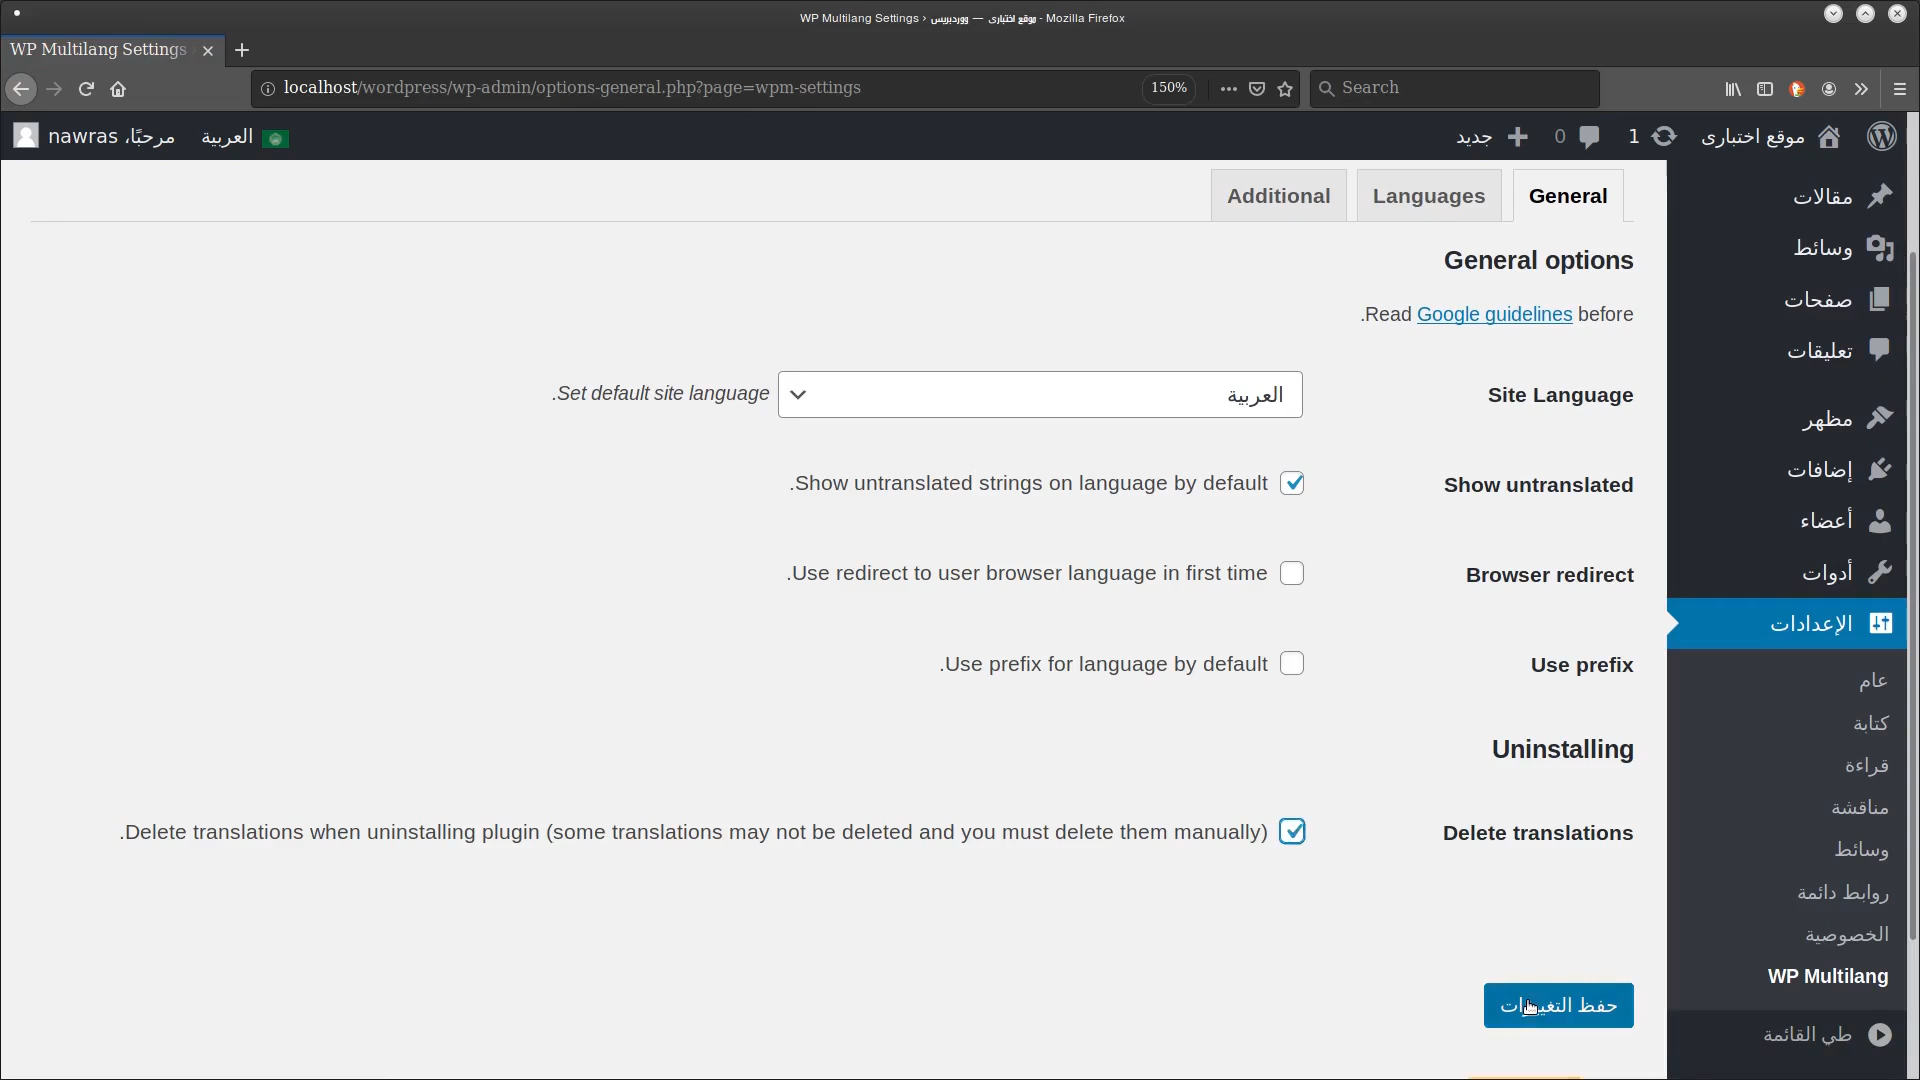 WP Multilang Settings ‹ موقع اختباری — ووردبريس - Mozilla Firefox
WP Multilang Settings
localhost/wordpress/wp-admin/options-general.php?page=wpm-settings
150%
Search
موقع اختباری
1
0
جديد
العربية
مرحبًا، nawras
مقالات
وسائط
صفحات
تعليقات
مظهر
إضافات
أعضاء
أدوات
الإعدادات
عام
كتابة
قراءة
مناقشة
وسائط
روابط دائمة
الخصوصية
WP Multilang
طي القائمة
General
Languages
Additional
General options
.Read Google guidelines before
Site Language
العربية
.Set default site language
Show untranslated
.Show untranslated strings on language by default
Browser redirect
.Use redirect to user browser language in first time
Use prefix
.Use prefix for language by default
Uninstalling
Delete translations
.Delete translations when uninstalling plugin (some translations may not be deleted and you must delete them manually)
حفظ التغييرات